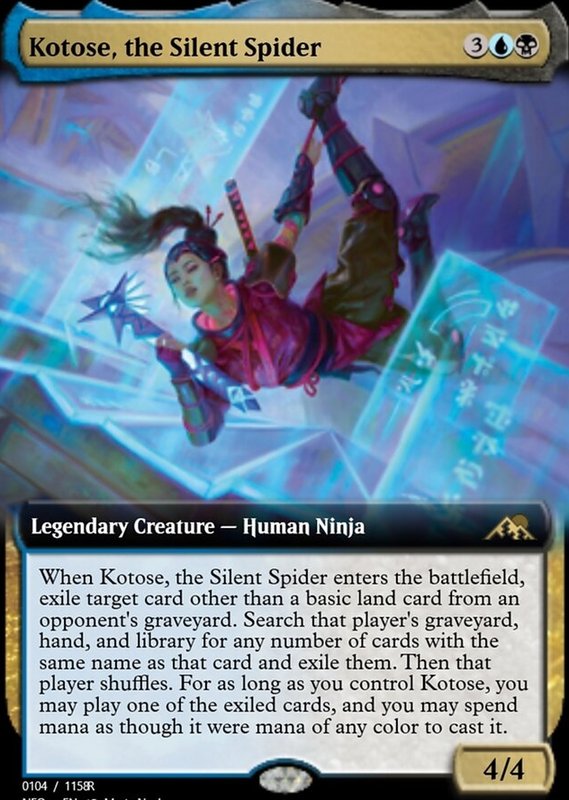 Kotose, the Silent Spider 3
Legendary Creature — Human Ninja
When Kotose, the Silent Spider enters the battlefield,
exile target card other than a basic land card from an
opponent's graveyard. Search that player's graveyard,
hand, and library for any number of cards with the
same name as that card and exile them. Then that
player shuffles. For as long as you control Kotose, you
may play one of the exiled cards, and you may spend
mana as though it were mana of any color to cast it.
4/4
0104 / 1158R